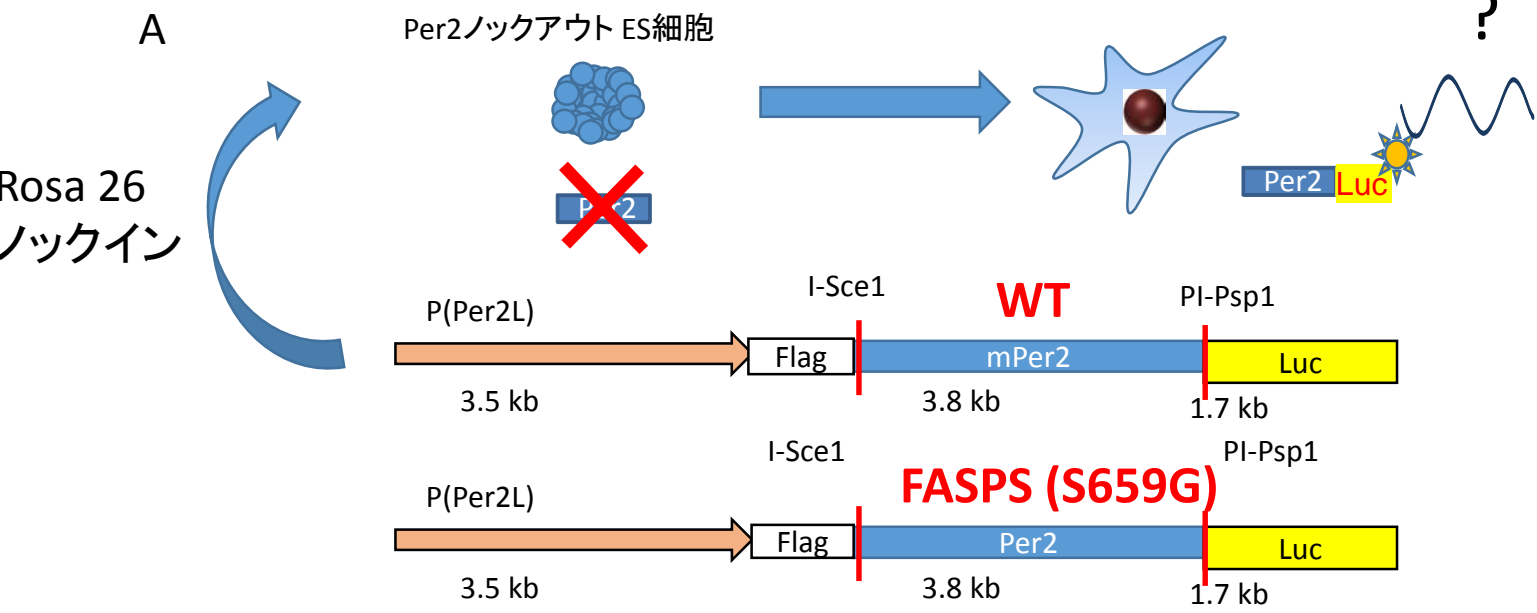 A
Per2ノックアウト ES細胞
?
Rosa 26
ノックイン
Per2
Per2 Luc
I-Sce1
WT
PI-Psp1
P(Per2L)
Flag
mPer2
Luc
3.5 kb
3.8 kb
1.7 kb
I-Sce1
PI-Psp1
FASPS (S659G)
P(Per2L)
Flag
Per2
Luc
3.5 kb
3.8 kb
1.7 kb